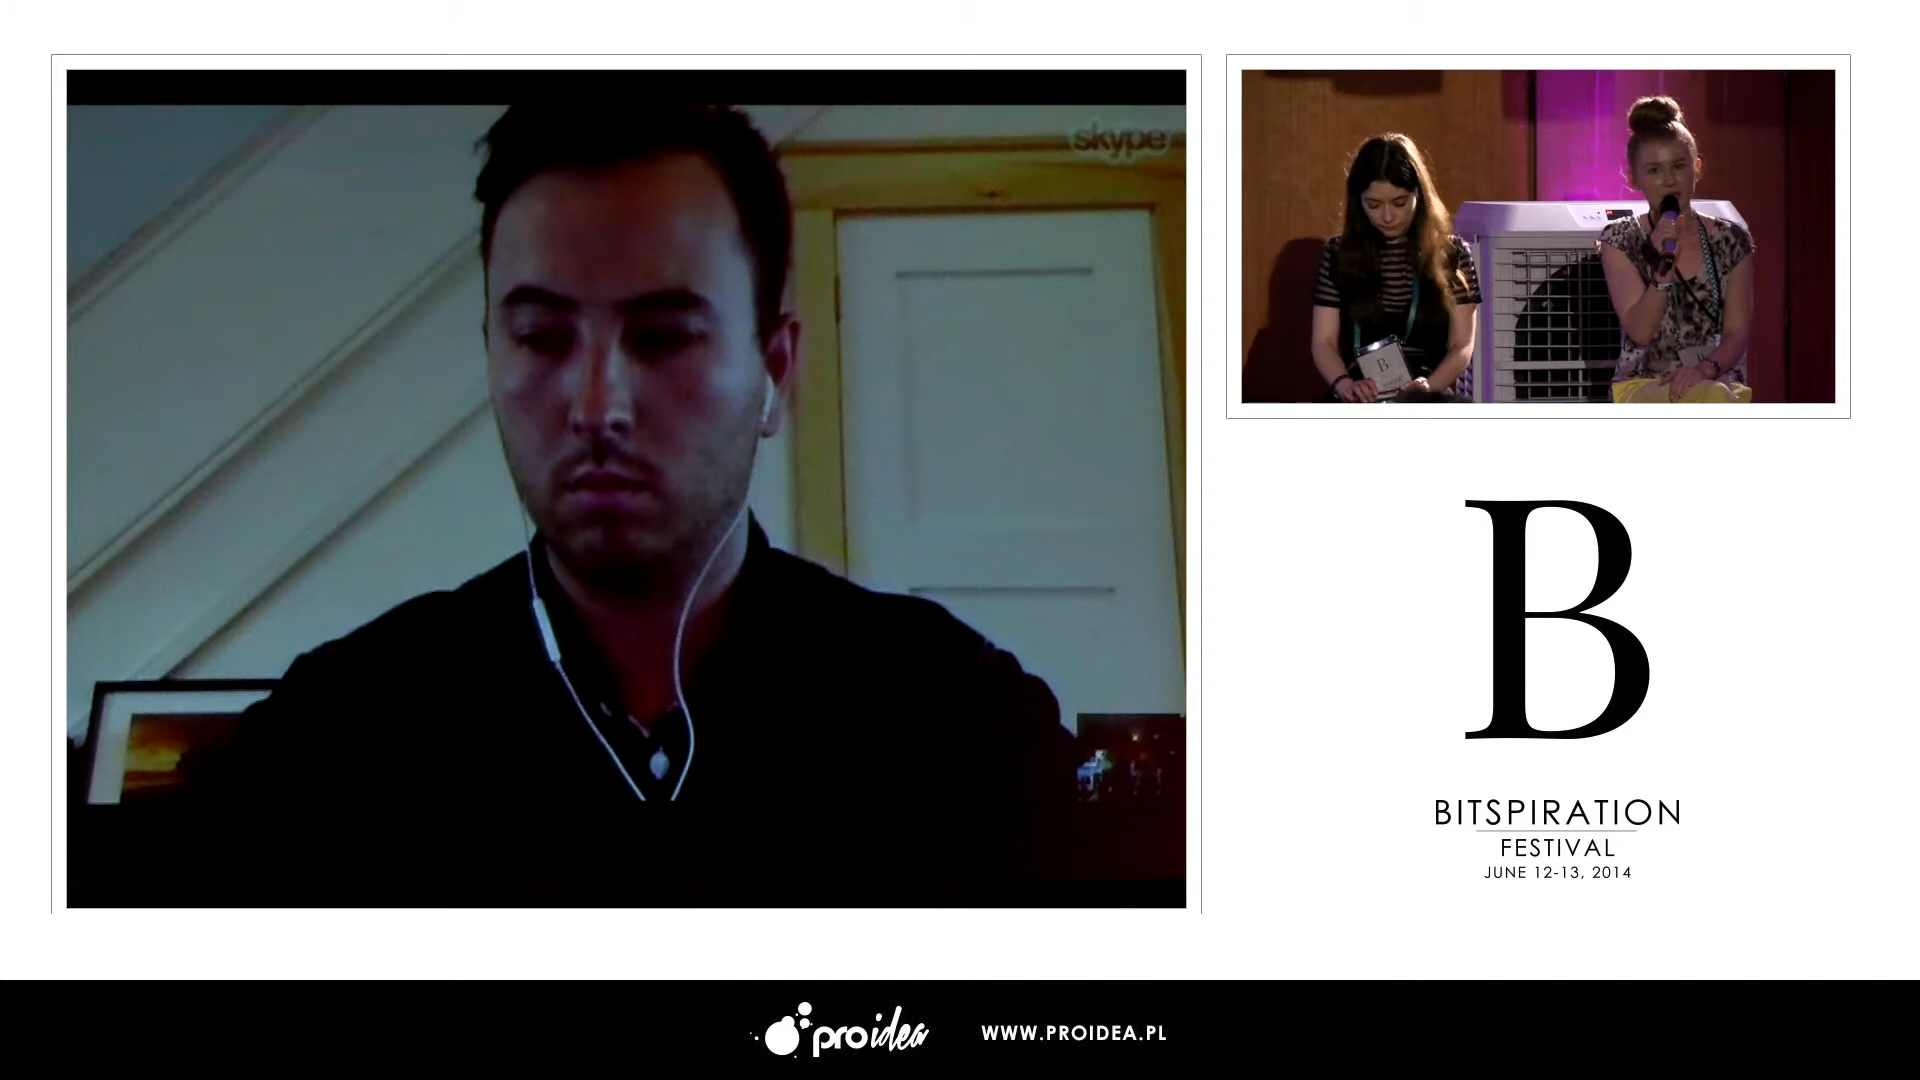 skype
B
B
BITSPIRATION
FESTIVAL
JUNE 12-13, 2014
proidea
WWW.PROIDEA.PL